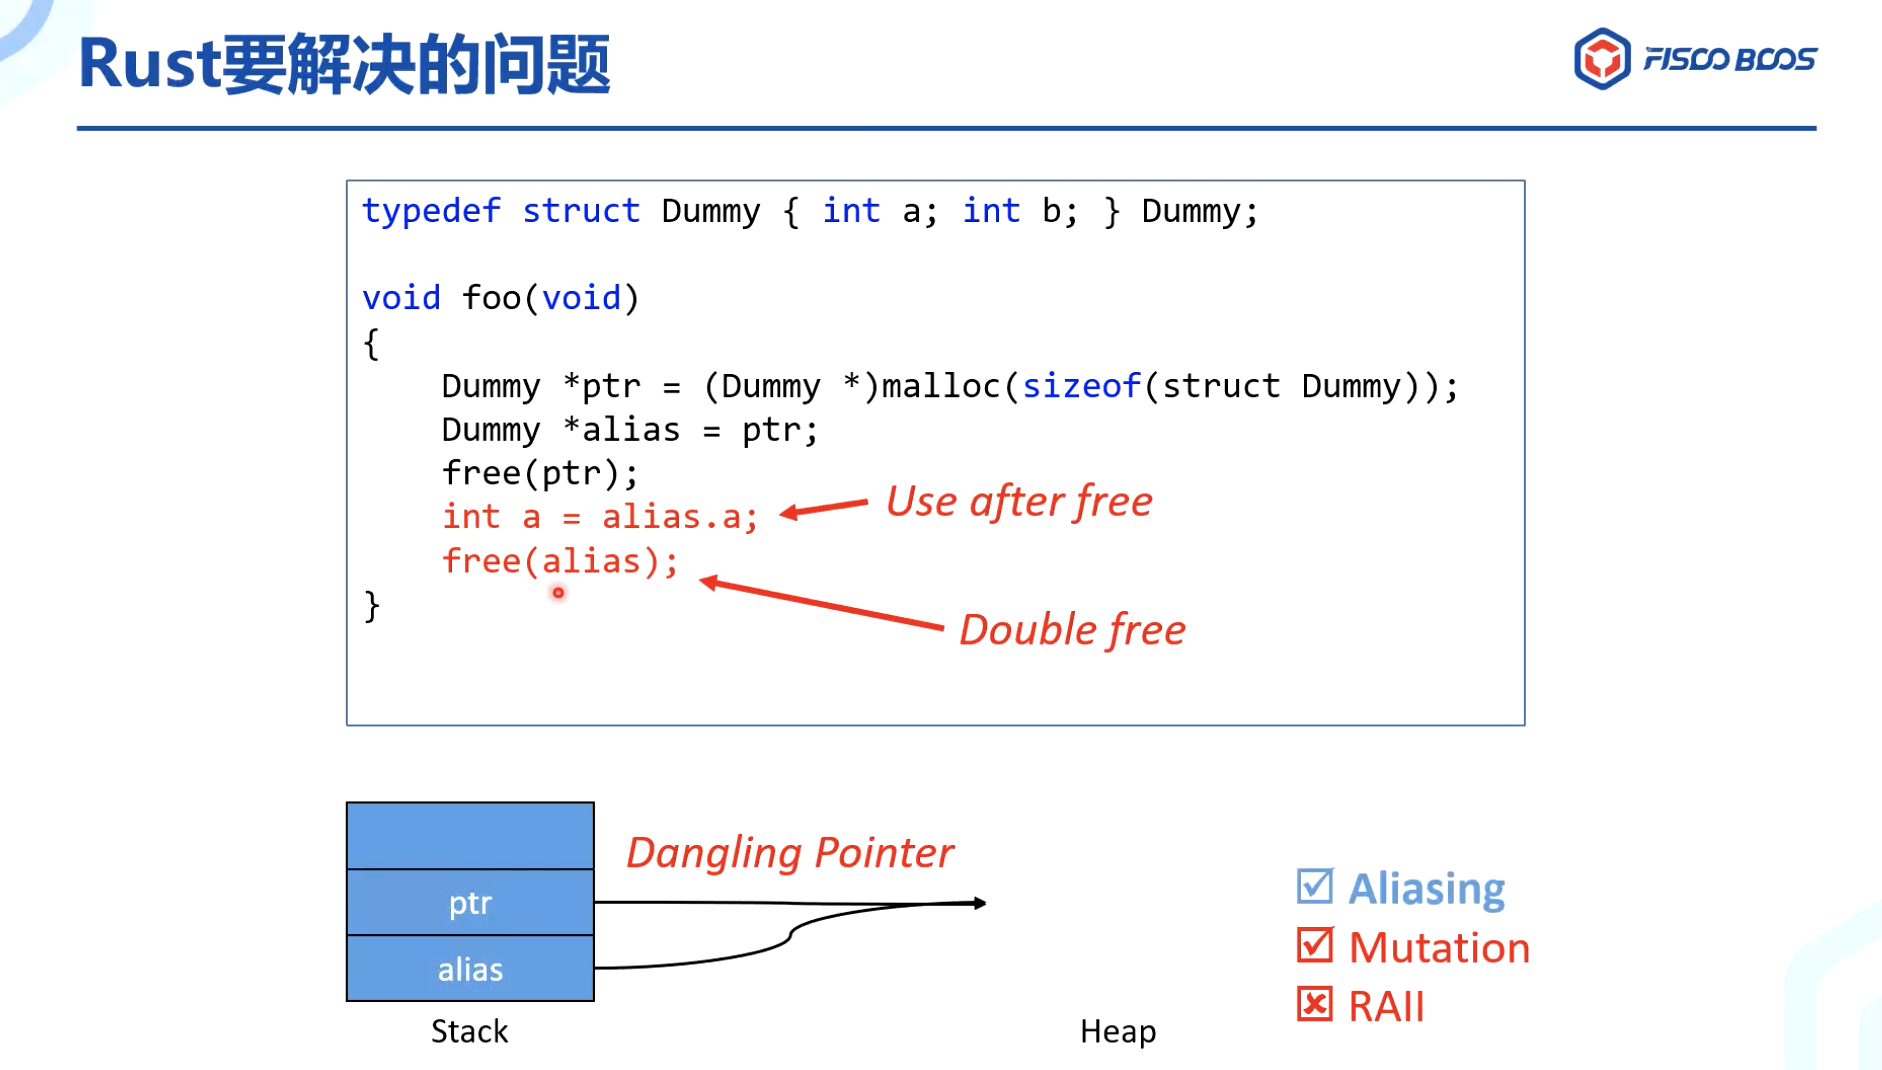 Rust要解决的问题
FISCO BCOS
typedef struct Dummy { int a; int b; } Dummy;
void foo(void)
{
    Dummy *ptr = (Dummy *)malloc(sizeof(struct Dummy));
    Dummy *alias = ptr;
    free(ptr);
    int a = alias.a;
Use after free
    free(alias);
}
Double free
Dangling Pointer
ptr
alias
Stack
Heap
Aliasing
Mutation
RAII